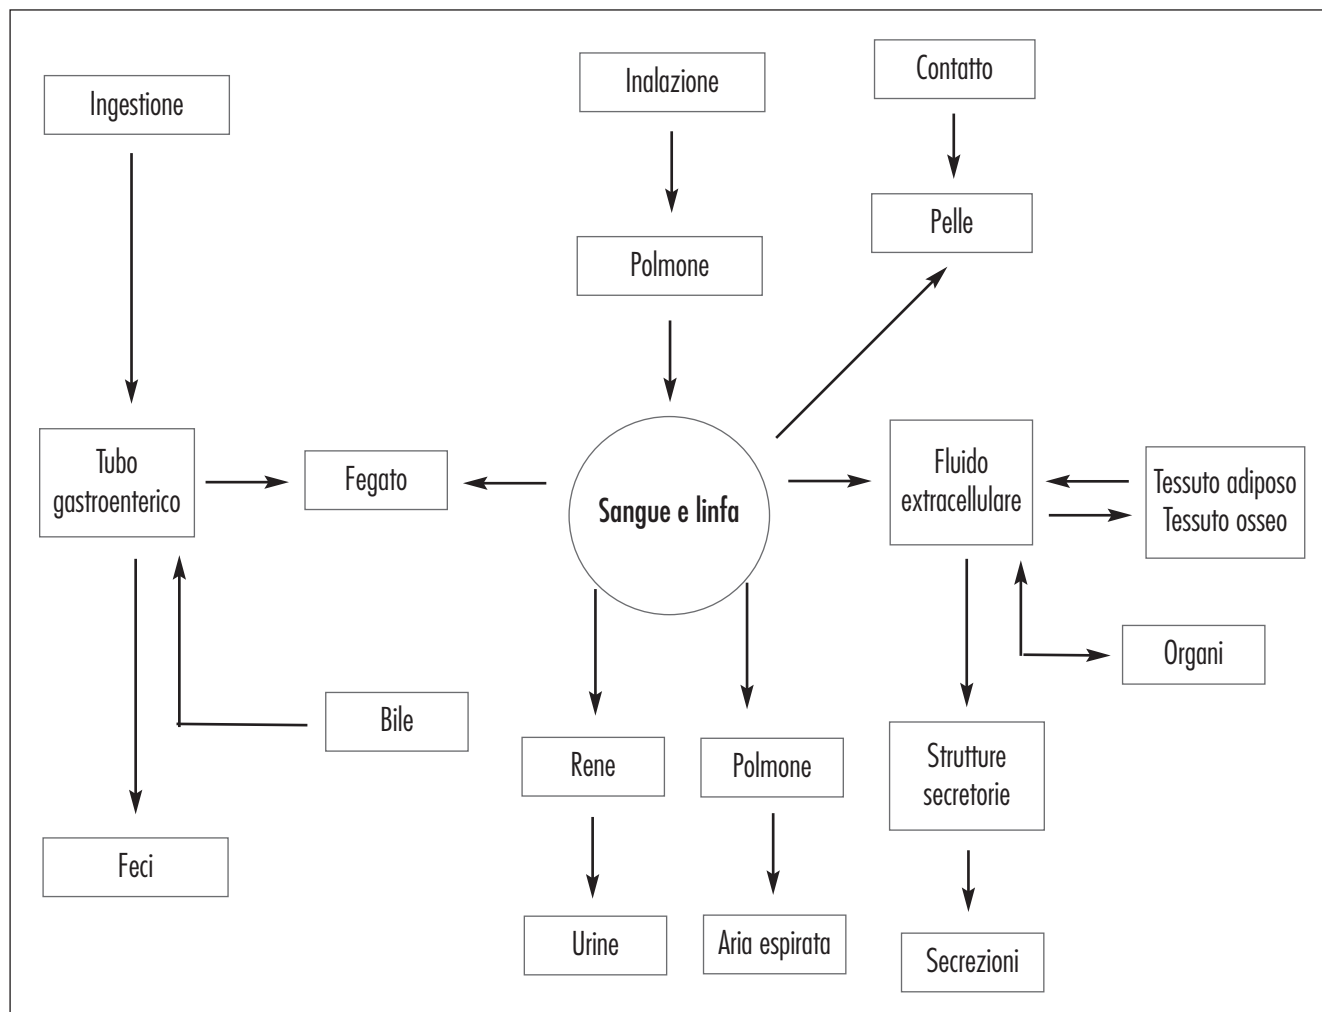 Ingestione
Inalazione
Contatto
Polmone
Pelle
Tubo
gastroenterico
Fegato
Sangue e linfa
Fluido
extracellulare
Tessuto adiposo
Tessuto osseo
Organi
Bile
Rene
Polmone
Strutture
secretorie
Feci
Urine
Aria espirata
Secrezioni